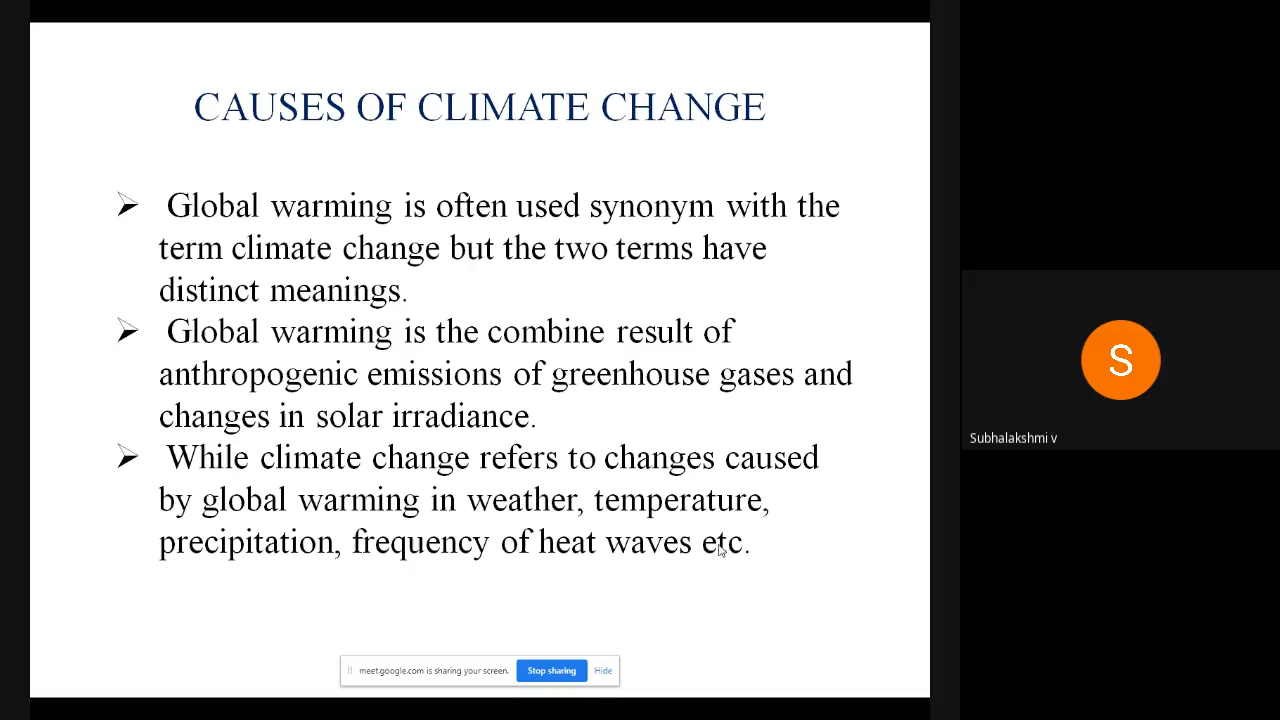 CAUSES OF CLIMATE CHANGE
Global warming is often used synonym with the
term climate change but the two terms have
distinct meanings.
Global warming is the combine result of
anthropogenic emissions of greenhouse gases and
changes in solar irradiance.
While climate change refers to changes caused
by global warming in weather, temperature,
precipitation, frequency of heat waves etc.
S
Subhalakshmi v
meet.google.com is sharing your screen. Stop sharing Hide